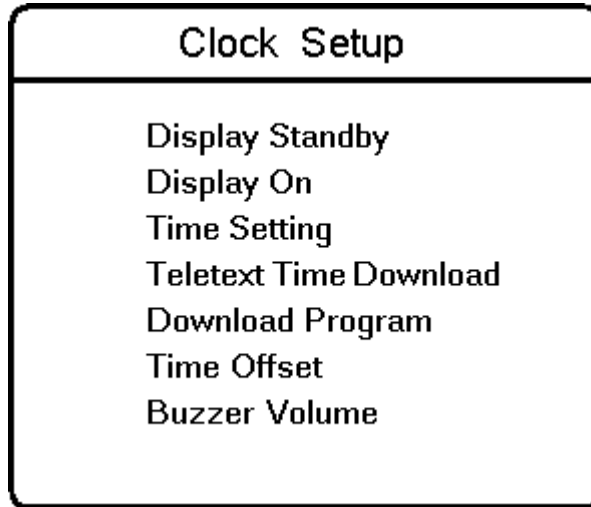 Clock Setup
Display Standby
Display On
Time Setting
Teletext Time Download
Download Program
Time Offset
Buzzer Volume